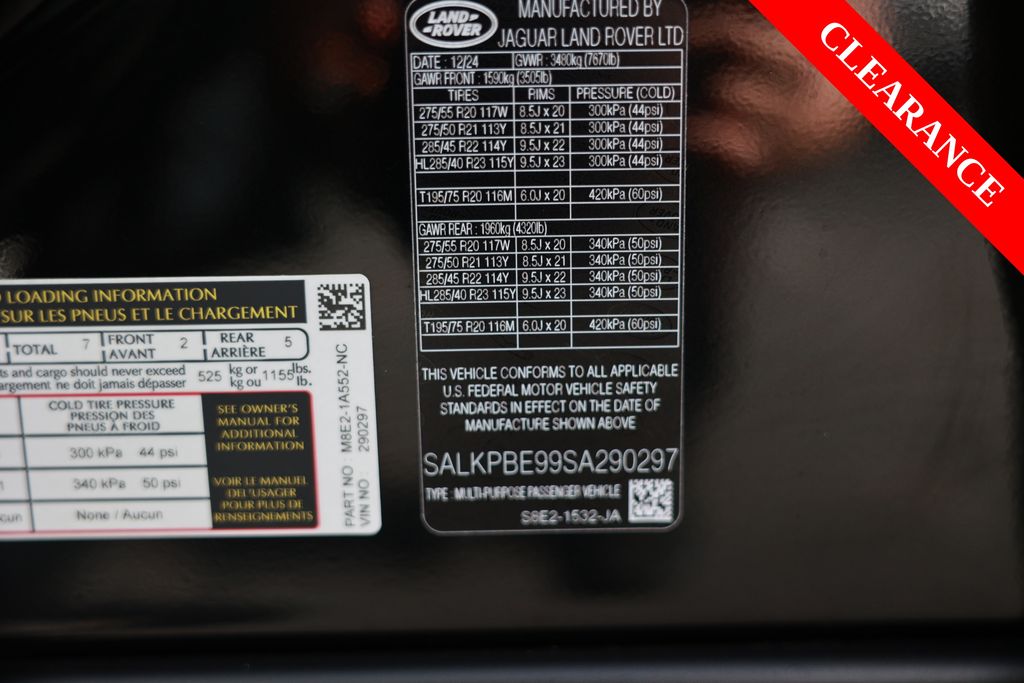 LAND
ROVER
MANUFACTURED BY
JAGUAR LAND ROVER LTD
DATE : 12/24 GVWR : 3480kg (7670lb)
GAWR FRONT : 1590kg (3505lb)
TIRES RIMS PRESSURE (COLD)
275/55 R20 117W 8.5J x 20 300kPa (44psi)
275/50 R21 113Y 8.5J x 21 300kPa (44psi)
285/45 R22 114Y 9.5J x 22 300kPa (44psi)
HL285/40 R23 115Y 9.5J x 23 300kPa (44psi)
T195/75 R20 116M 6.0J x 20 420kPa (60psi)
GAWR REAR : 1960kg (4320lb)
275/55 R20 117W 8.5J x 20 340kPa (50psi)
275/50 R21 113Y 8.5J x 21 340kPa (50psi)
285/45 R22 114Y 9.5J x 22 340kPa (50psi)
HL285/40 R23 115Y 9.5J x 23 340kPa (50psi)
T195/75 R20 116M 6.0J x 20 420kPa (60psi)
THIS VEHICLE CONFORMS TO ALL APPLICABLE
U.S. FEDERAL MOTOR VEHICLE SAFETY
STANDARDS IN EFFECT ON THE DATE OF
MANUFACTURE SHOWN ABOVE
SALKPBE99SA290297
TYPE : MULTI-PURPOSE PASSENGER VEHICLE
S8E2-1532-JA
CLEARANCE
LOADING INFORMATION
SUR LES PNEUS ET LE CHARGEMENT
TOTAL 7 FRONT 2 REAR 5
AVANT ARRIÈRE
and cargo should never exceed 525 kg or 1155 lbs.
ne doit jamais dépasser kg ou lb.
COLD TIRE PRESSURE
PRESSION DES
PNEUS À FROID
300 kPa 44 psi
340 kPa 50 psi
None / Aucun
SEE OWNER'S
MANUAL FOR
ADDITIONAL
INFORMATION
VOIR LE MANUEL
DE L'USAGER
POUR PLUS DE
RENSEIGNEMENTS
PART NO : M8E2-1A552-NC
VIN NO : 290297